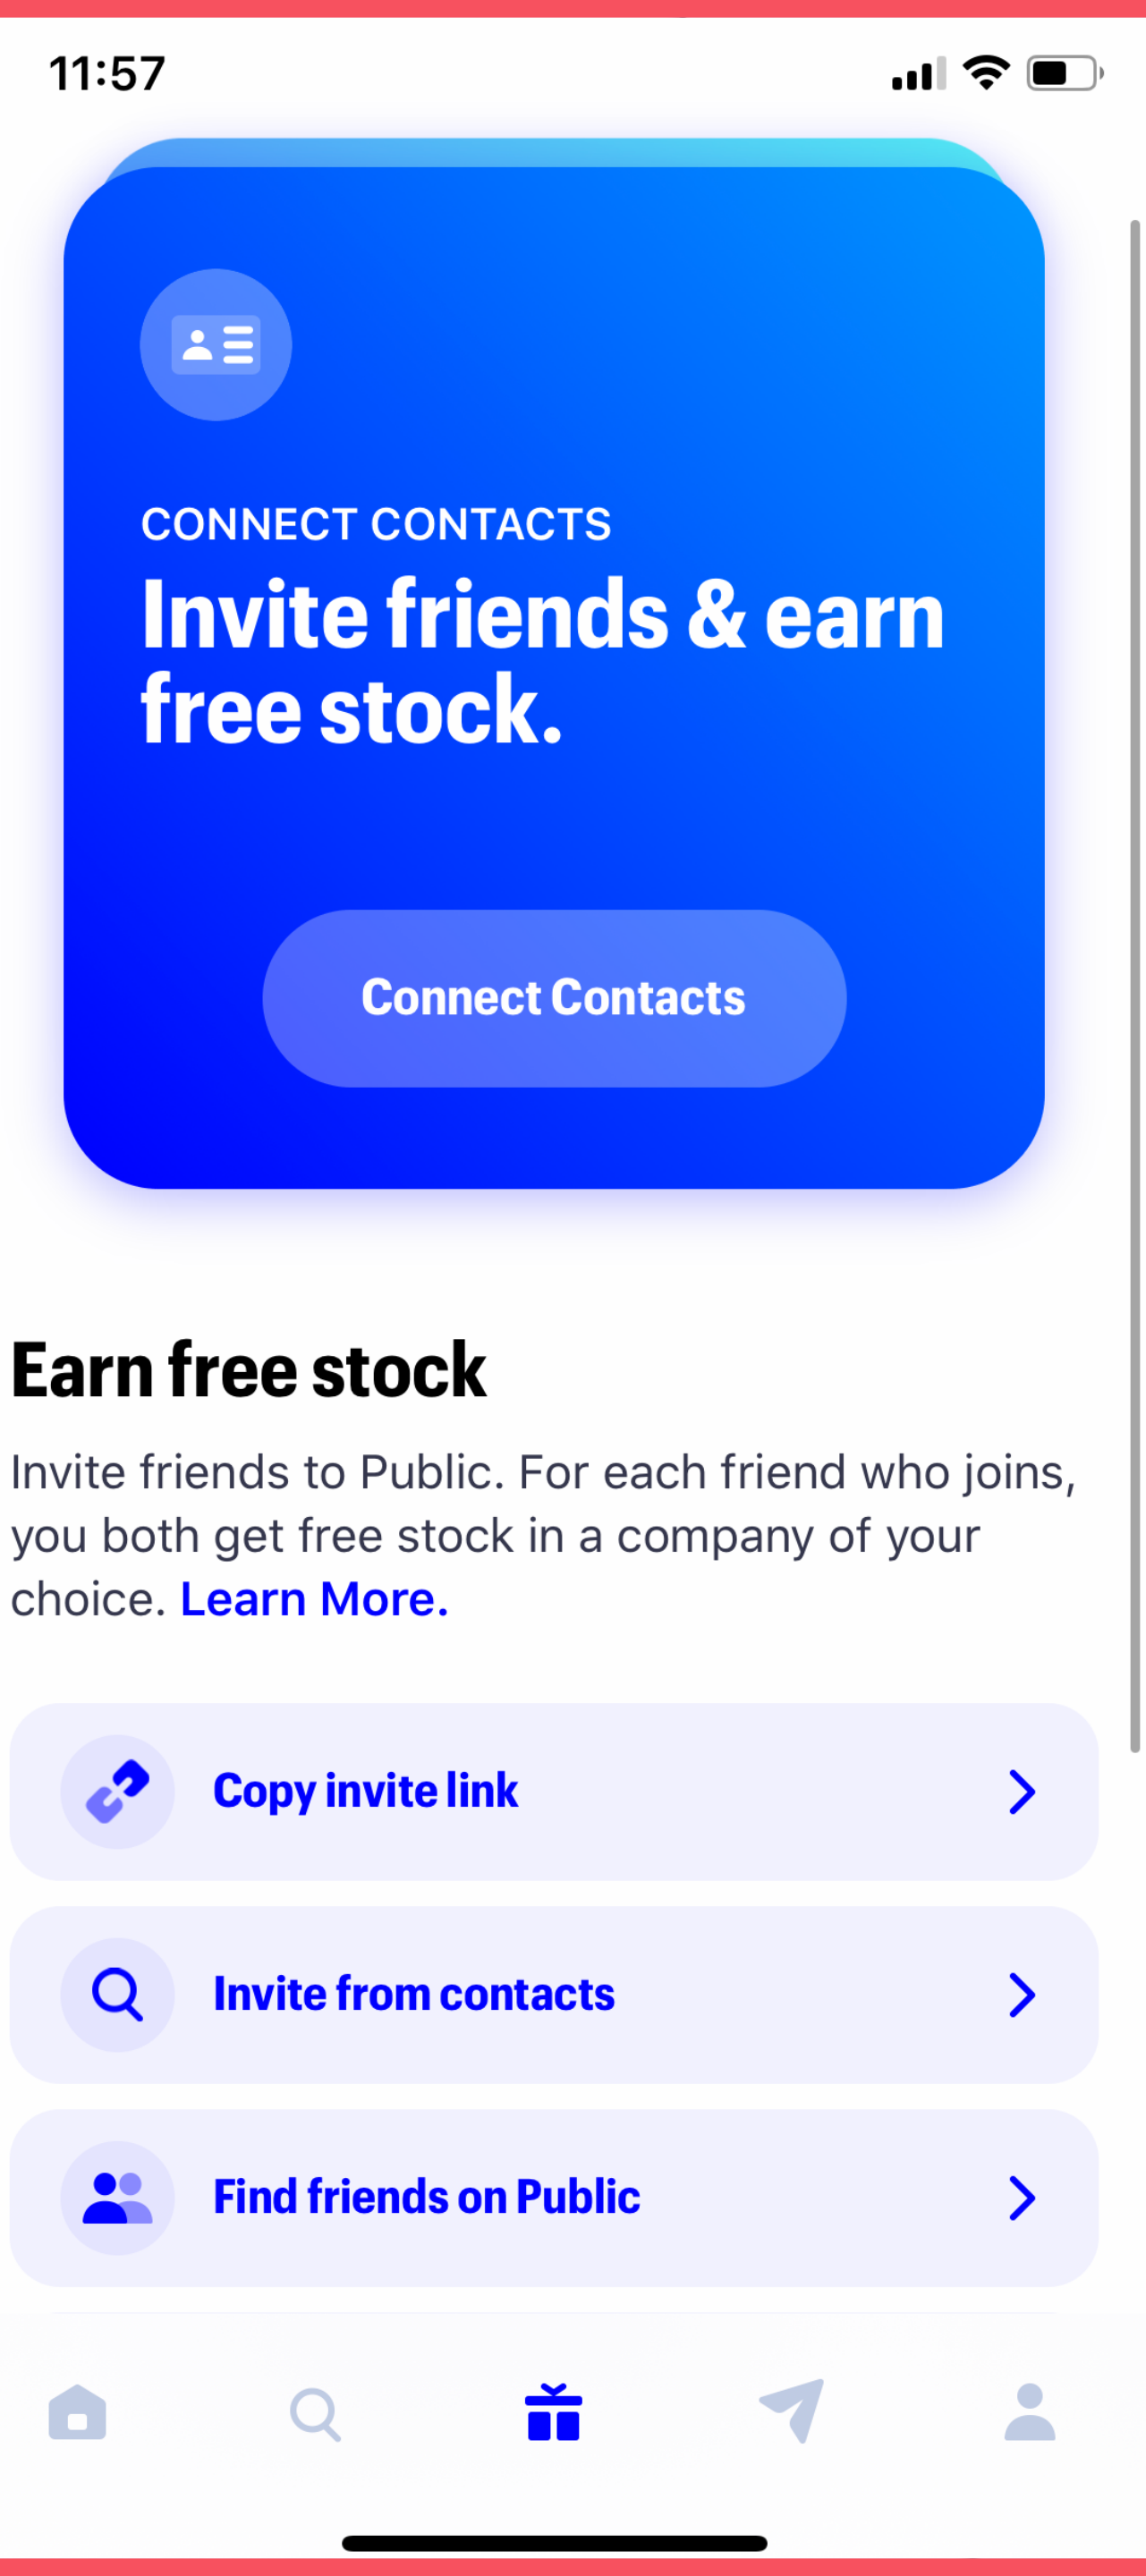 11:57
CONNECT CONTACTS
Invite friends & earn
free stock.
Connect Contacts
Earn free stock
Invite friends to Public. For each friend who joins,
you both get free stock in a company of your
choice. Learn More.
Copy invite link
Invite from contacts
Find friends on Public